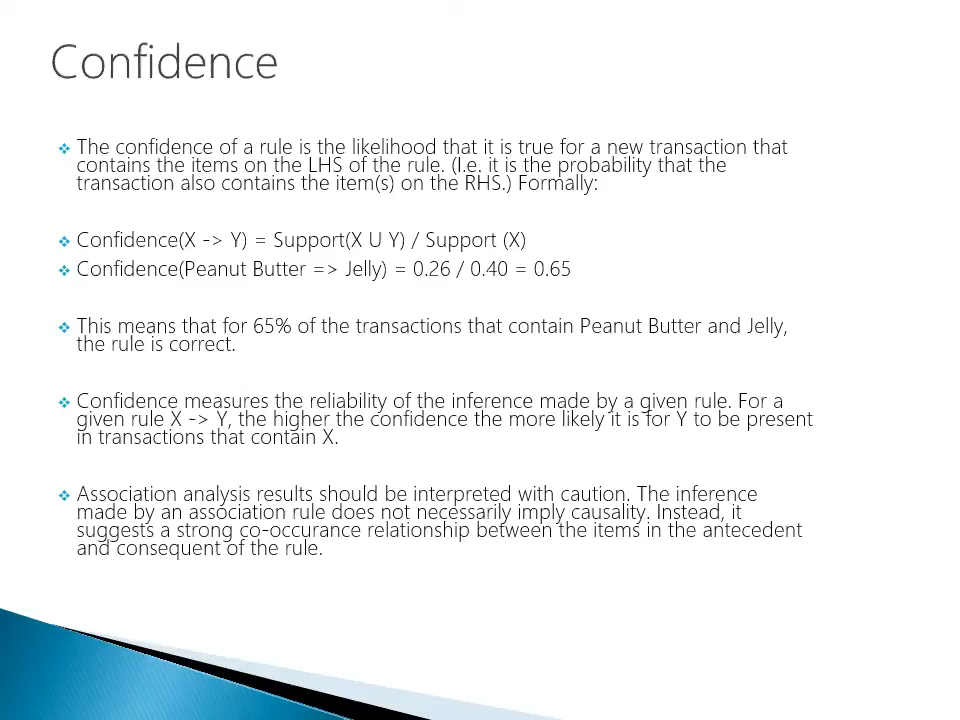 Confidence
❖ The confidence of a rule is the likelihood that it is true for a new transaction that
contains the items on the LHS of the rule. (I.e. it is the probability that the
transaction also contains the item(s) on the RHS.) Formally:
❖ Confidence(X -> Y) = Support(X U Y) / Support (X)
❖ Confidence(Peanut Butter => Jelly) = 0.26 / 0.40 = 0.65
❖ This means that for 65% of the transactions that contain Peanut Butter and Jelly,
the rule is correct.
❖ Confidence measures the reliability of the inference made by a given rule. For a
given rule X -> Y, the higher the confidence the more likely it is for Y to be present
in transactions that contain X.
❖ Association analysis results should be interpreted with caution. The inference
made by an association rule does not necessarily imply causality. Instead, it
suggests a strong co-occurance relationship between the items in the antecedent
and consequent of the rule.